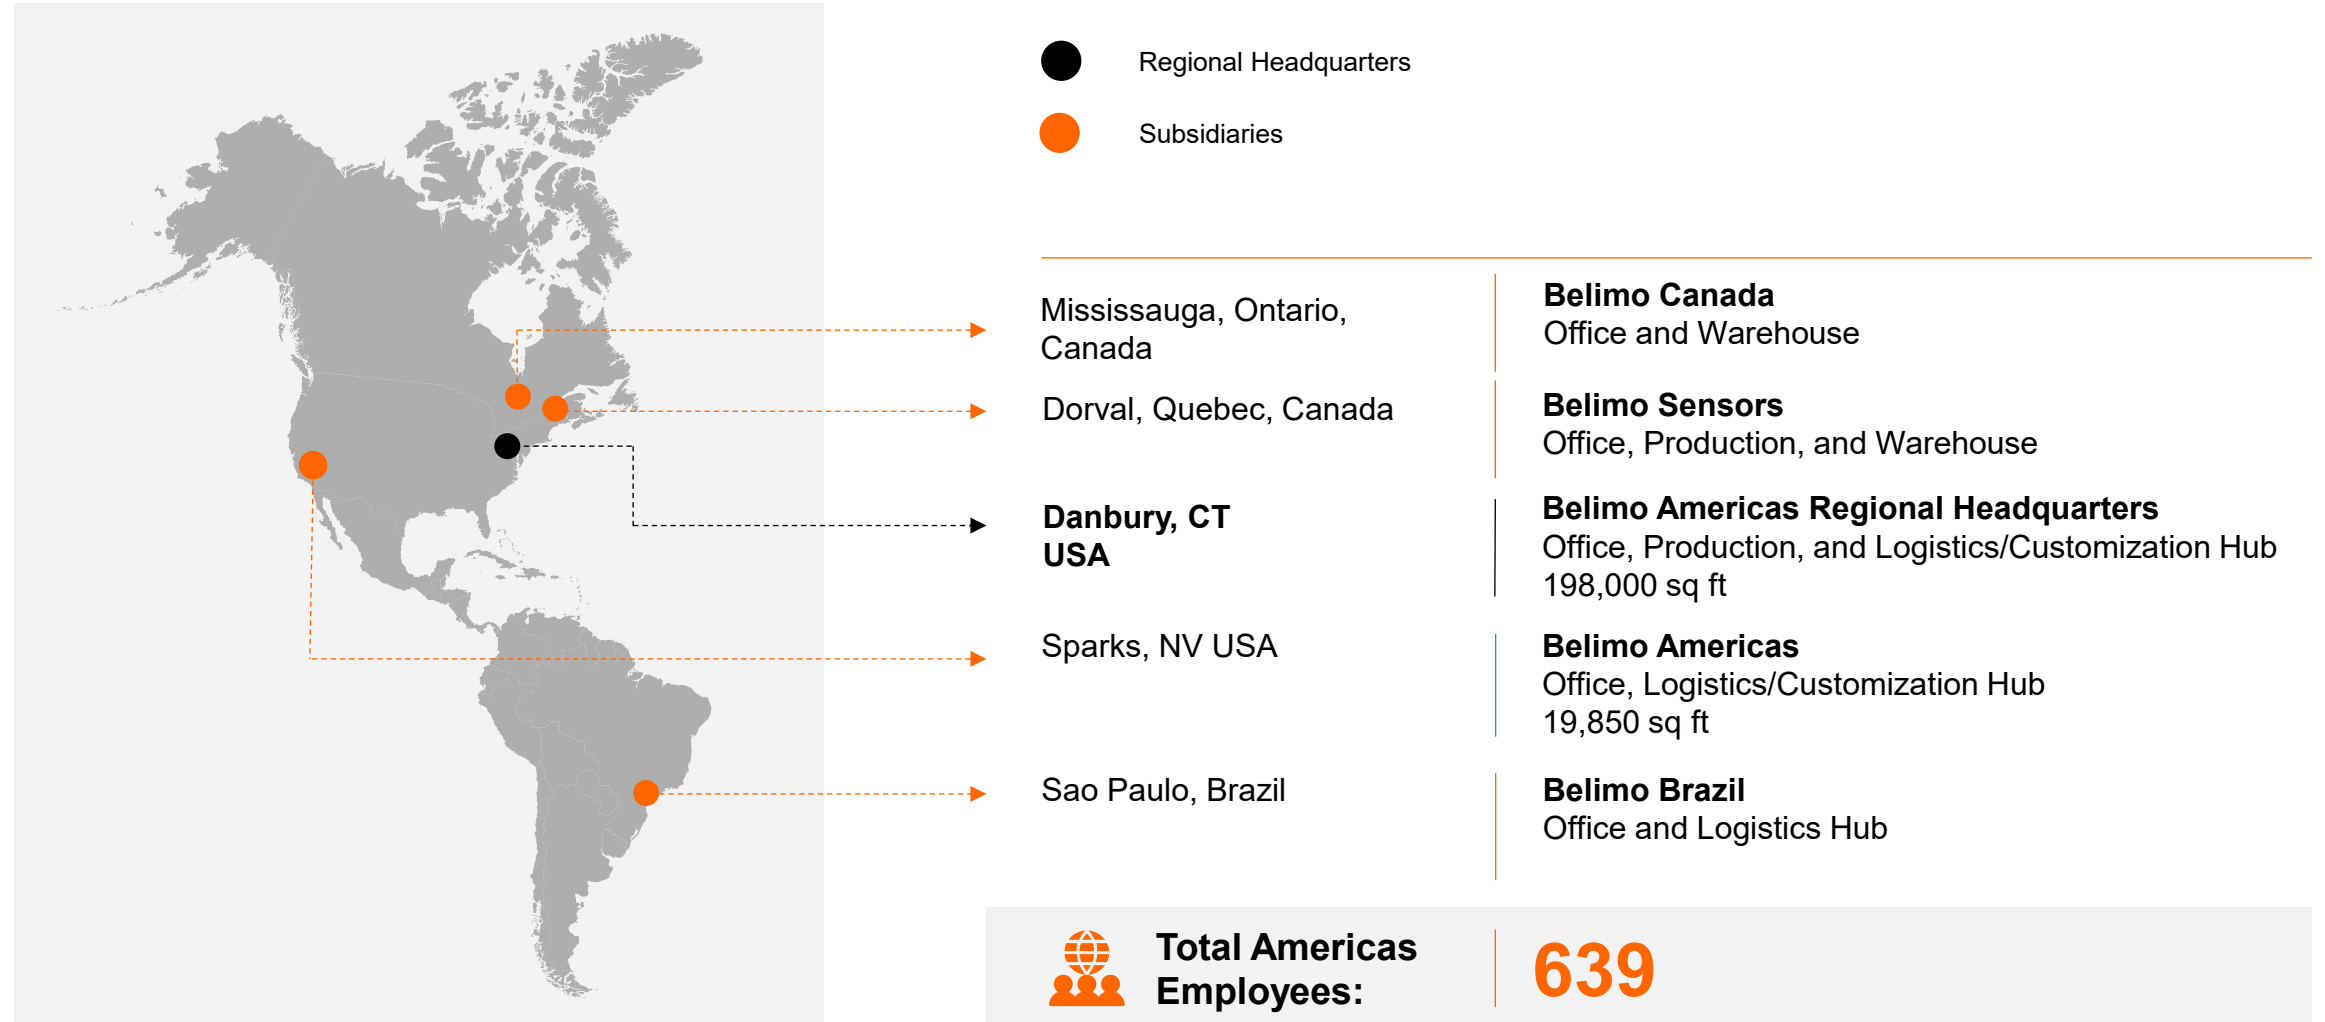 Regional Headquarters
Subsidiaries
Mississauga, Ontario,
Canada
Belimo Canada
Office and Warehouse
Dorval, Quebec, Canada
Belimo Sensors
Office, Production, and Warehouse
Danbury, CT
USA
Belimo Americas Regional Headquarters
Office, Production, and Logistics/Customization Hub
198,000 sq ft
Sparks, NV USA
Belimo Americas
Office, Logistics/Customization Hub
19,850 sq ft
Sao Paulo, Brazil
Belimo Brazil
Office and Logistics Hub
Total Americas
Employees:
639